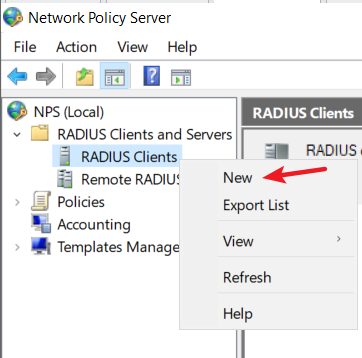 Network Policy Server
File Action View Help
NPS (Local)
RADIUS Clients and Servers
RADIUS Clients
Remote RADIUS
Policies
Accounting
Templates Manage
RADIUS Clients
RADIUS
New
Export List
View
Refresh
Help